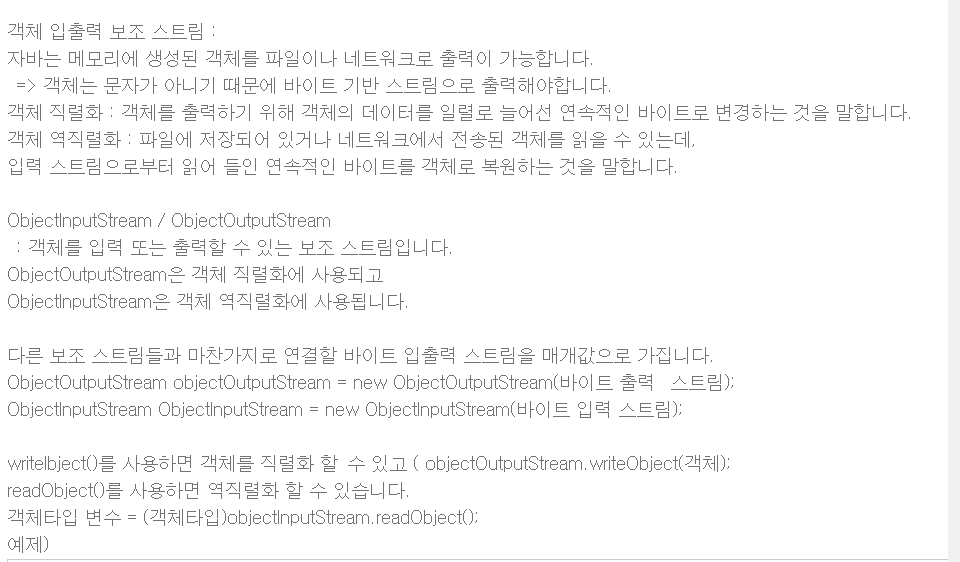 객체 입출력 보조 스트림 :
자바는 메모리에 생성된 객체를 파일이나 네트워크로 출력이 가능합니다.
=> 객체는 문자가 아니기 때문에 바이트 기반 스트림으로 출력해야합니다.
객체 직렬화 : 객체를 출력하기 위해 객체의 데이터를 일렬로 늘어선 연속적인 바이트로 변경하는 것을 말합니다.
객체 역직렬화 : 파일에 저장되어 있거나 네트워크에서 전송된 객체를 읽을 수 있는데,
입력 스트림으로부터 읽어 들인 연속적인 바이트를 객체로 복원하는 것을 말합니다.
ObjectInputStream / ObjectOutputStream
: 객체를 입력 또는 출력할 수 있는 보조 스트림입니다.
ObjectOutputStream은 객체 직렬화에 사용되고
ObjectInputStream은 객체 역직렬화에 사용됩니다.
다른 보조 스트림들과 마찬가지로 연결할 바이트 입출력 스트림을 매개값으로 가집니다.
ObjectOutputStream objectOutputStream = new ObjectOutputStream(바이트 출력 스트림);
ObjectInputStream ObjectInputStream = new ObjectInputStream(바이트 입력 스트림);
writeIbject()를 사용하면 객체를 직렬화 할 수 있고 ( objectOutputStream.writeObject(객체);
readObject()를 사용하면 역직렬화 할 수 있습니다.
객체타입 변수 = (객체타입)objectInputStream.readObject();
예제)